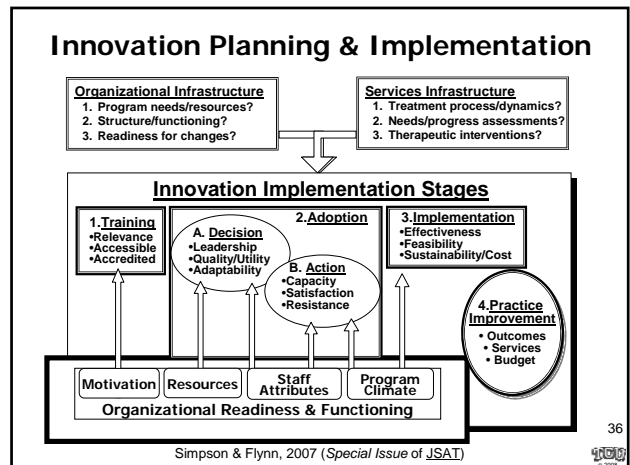 Innovation Planning & Implementation
Organizational Infrastructure
1. Program needs/resources?
2. Structure/functioning?
3. Readiness for changes?
Services Infrastructure
1. Treatment process/dynamics?
2. Needs/progress assessments?
3. Therapeutic interventions?
Innovation Implementation Stages
1.Training
•Relevance
•Accessible
•Accredited
2.Adoption
A. Decision
•Leadership
•Quality/Utility
•Adaptability
B. Action
•Capacity
•Satisfaction
•Resistance
3.Implementation
•Effectiveness
•Feasibility
•Sustainability/Cost
4.Practice
Improvement
• Outcomes
• Services
• Budget
Motivation
Resources
Staff
Attributes
Program
Climate
Organizational Readiness & Functioning
36
Simpson & Flynn, 2007 (Special Issue of JSAT)